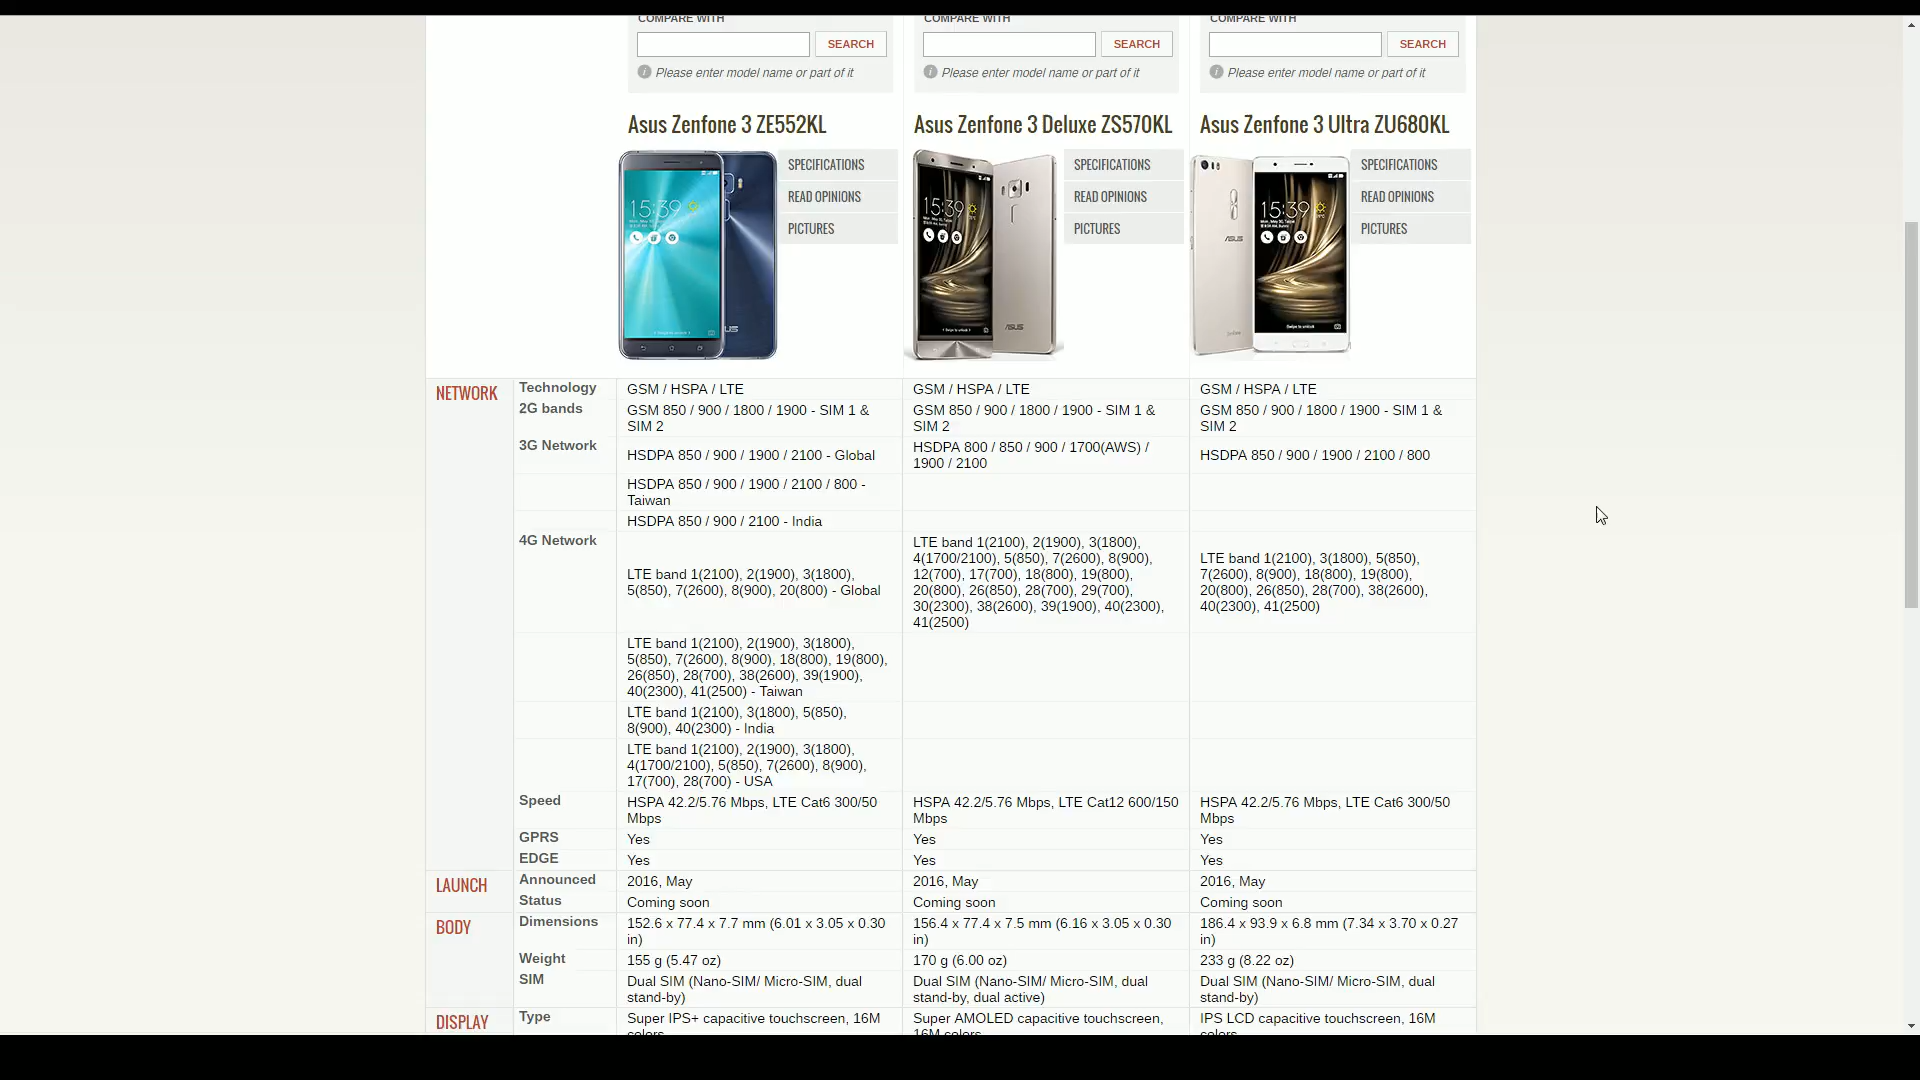 COMPARE WITH COMPARE WITH COMPARE WITH
SEARCH SEARCH SEARCH
Please enter model name or part of it Please enter model name or part of it Please enter model name or part of it
Asus Zenfone 3 ZE552KL Asus Zenfone 3 Deluxe ZS570KL Asus Zenfone 3 Ultra ZU680KL
SPECIFICATIONS SPECIFICATIONS SPECIFICATIONS
READ OPINIONS READ OPINIONS READ OPINIONS
PICTURES PICTURES PICTURES
15:39 15:39 15:39
ASUS
ASUS
NETWORK Technology GSM / HSPA / LTE GSM / HSPA / LTE GSM / HSPA / LTE
2G bands GSM 850 / 900 / 1800 / 1900 - SIM 1 & GSM 850 / 900 / 1800 / 1900 - SIM 1 & GSM 850 / 900 / 1800 / 1900 - SIM 1 &
SIM 2 SIM 2 SIM 2
3G Network HSDPA 850 / 900 / 1900 / 2100 - Global HSDPA 800 / 850 / 900 / 1700(AWS) / HSDPA 850 / 900 / 1900 / 2100 / 800
1900 / 2100
HSDPA 850 / 900 / 1900 / 2100 / 800 -
Taiwan
HSDPA 850 / 900 / 2100 - India
4G Network LTE band 1(2100), 2(1900), 3(1800),
4(1700/2100), 5(850), 7(2600), 8(900),
LTE band 1(2100), 2(1900), 3(1800), 12(700), 17(700), 18(800), 19(800), LTE band 1(2100), 3(1800), 5(850),
5(850), 7(2600), 8(900), 20(800) - Global 20(800), 26(850), 28(700), 29(700), 7(2600), 8(900), 18(800), 19(800),
30(2300), 38(2600), 39(1900), 40(2300), 20(800), 26(850), 28(700), 38(2600),
41(2500) 40(2300), 41(2500)
LTE band 1(2100), 2(1900), 3(1800),
5(850), 7(2600), 8(900), 18(800), 19(800),
26(850), 28(700), 38(2600), 39(1900),
40(2300), 41(2500) - Taiwan
LTE band 1(2100), 3(1800), 5(850),
8(900), 40(2300) - India
LTE band 1(2100), 2(1900), 3(1800),
4(1700/2100), 5(850), 7(2600), 8(900),
17(700), 28(700) - USA
Speed HSPA 42.2/5.76 Mbps, LTE Cat6 300/50 HSPA 42.2/5.76 Mbps, LTE Cat12 600/150 HSPA 42.2/5.76 Mbps, LTE Cat6 300/50
Mbps Mbps Mbps
GPRS Yes Yes Yes
EDGE Yes Yes Yes
LAUNCH Announced 2016, May 2016, May 2016, May
Status Coming soon Coming soon Coming soon
BODY Dimensions 152.6 x 77.4 x 7.7 mm (6.01 x 3.05 x 0.30 156.4 x 77.4 x 7.5 mm (6.16 x 3.05 x 0.30 186.4 x 93.9 x 6.8 mm (7.34 x 3.70 x 0.27
in) in) in)
Weight 155 g (5.47 oz) 170 g (6.00 oz) 233 g (8.22 oz)
SIM Dual SIM (Nano-SIM/ Micro-SIM, dual Dual SIM (Nano-SIM/ Micro-SIM, dual Dual SIM (Nano-SIM/ Micro-SIM, dual
stand-by) stand-by, dual active) stand-by)
DISPLAY Type Super IPS+ capacitive touchscreen, 16M Super AMOLED capacitive touchscreen, IPS LCD capacitive touchscreen, 16M
colors 16M colors colors